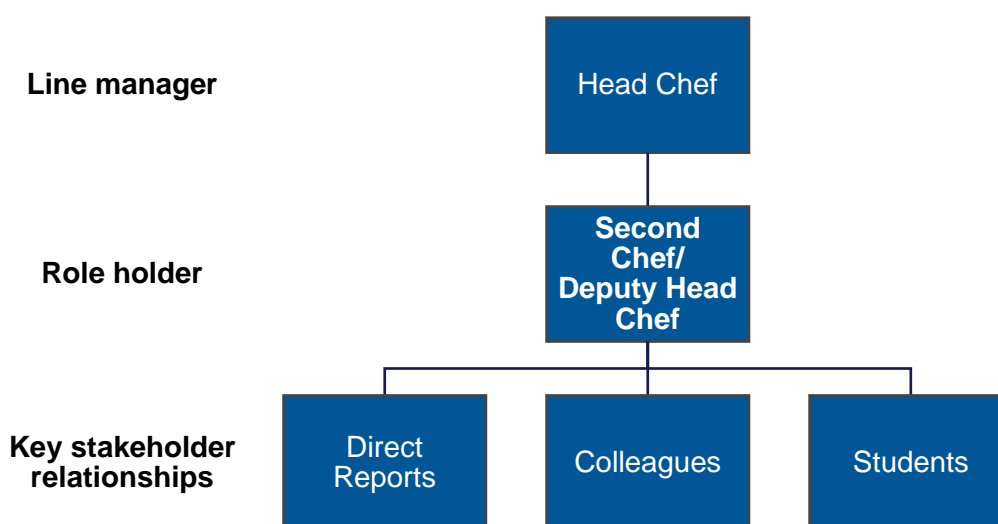 Line manager
Head Chef
Role holder
Second
Chef/
Deputy Head
Chef
Key stakeholder
relationships
Direct
Reports
Colleagues
Students